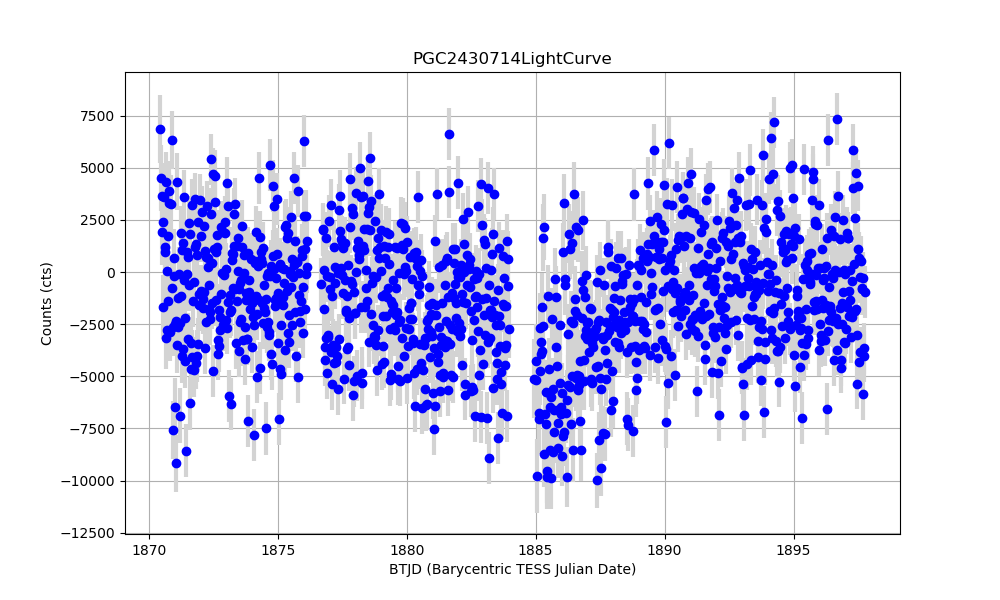 PGC2430714LightCurve
7500
5000
2500
0
−2500
−5000
−7500
−10000
−12500
Counts (cts)
1870 1875 1880 1885 1890 1895
BTJD (Barycentric TESS Julian Date)